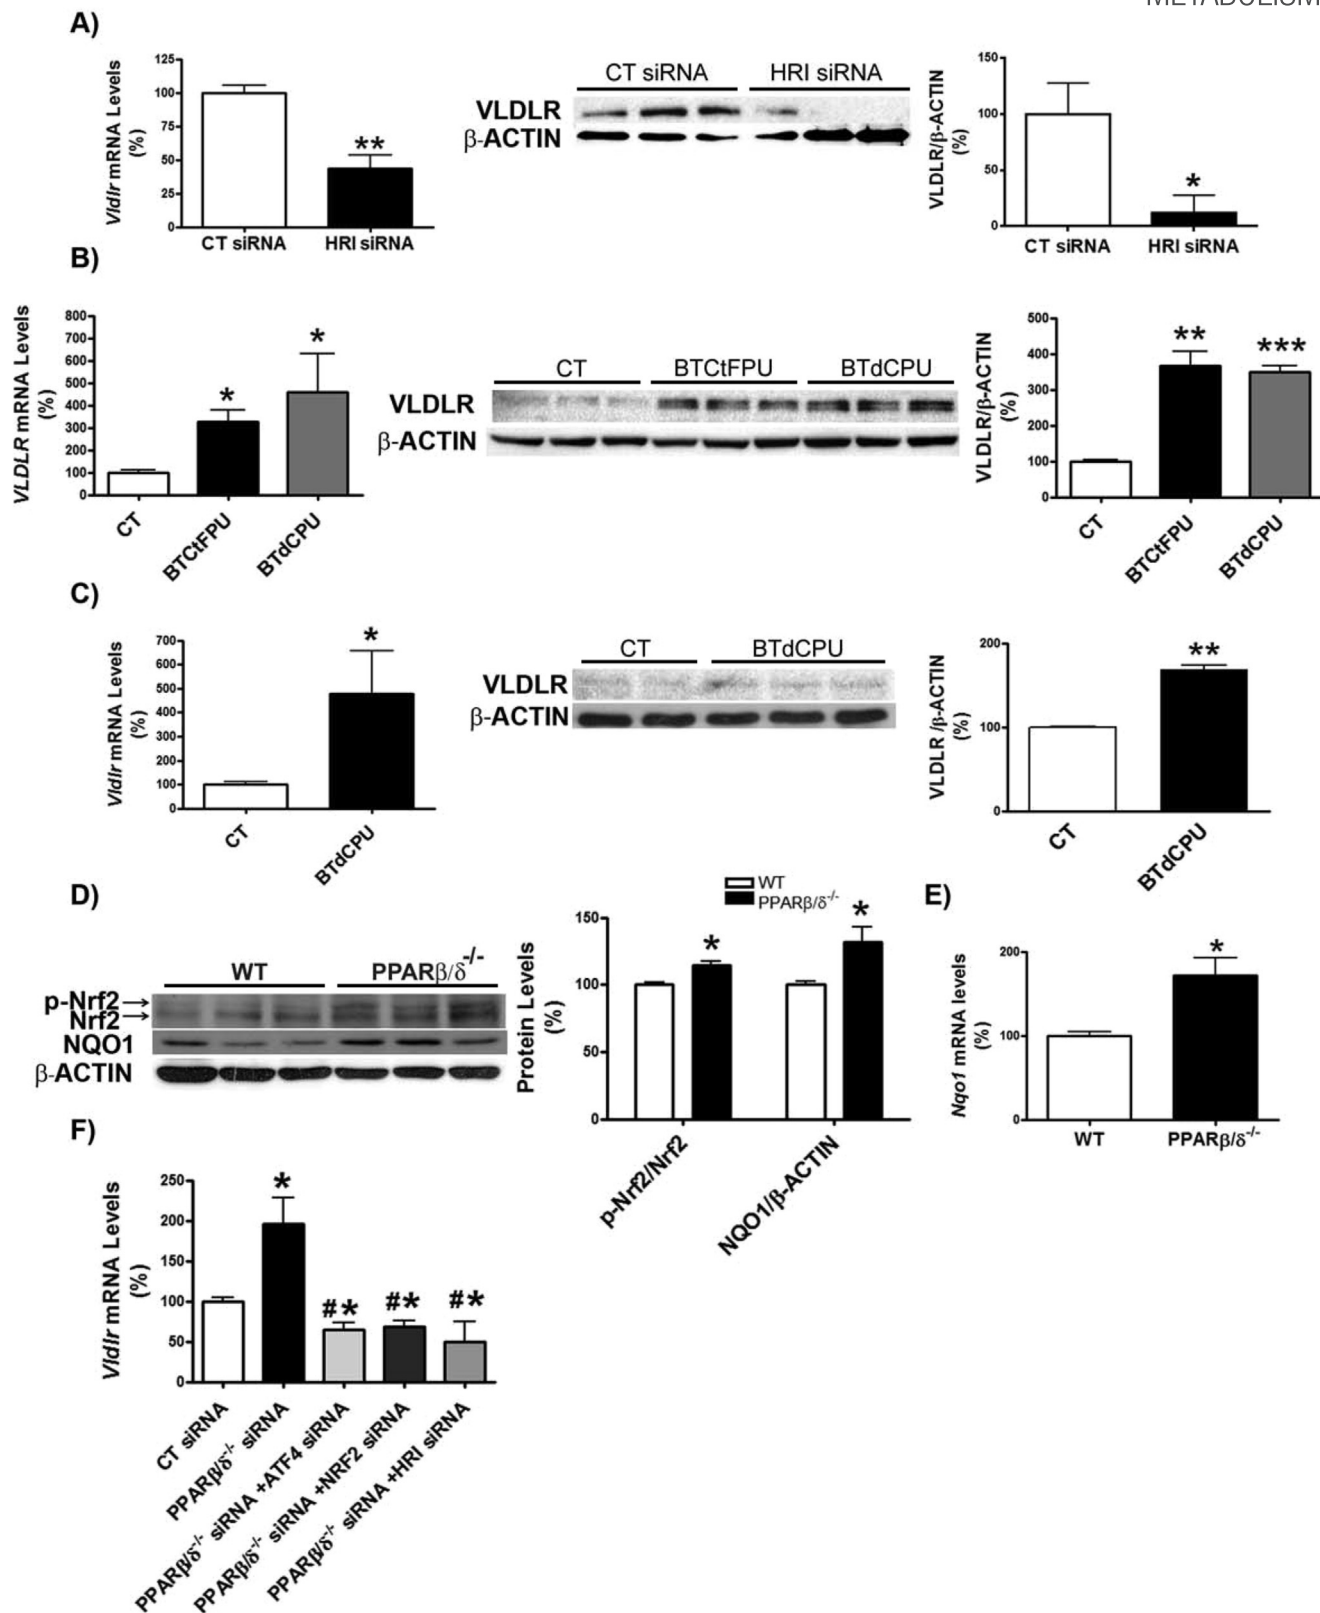 METABOLISM
A)
Vldlr mRNA Levels
(%)
125
100
75
50
25
0
**
CT siRNA
HRI siRNA
CT siRNA HRI siRNA
VLDLR
β-ACTIN
VLDLR/β-ACTIN
(%)
150
100
50
0
*
CT siRNA
HRI siRNA
B)
VLDLR mRNA Levels
(%)
800
700
600
500
400
300
200
100
0
*
*
CT
BTCtFPU
BTdCPU
CT BTCtFPU BTdCPU
VLDLR
β-ACTIN
VLDLR/β-ACTIN
(%)
500
400
300
200
100
0
**
***
CT
BTCtFPU
BTdCPU
C)
Vldlr mRNA Levels
(%)
700
600
500
400
300
200
100
0
*
CT
BTdCPU
CT BTdCPU
VLDLR
β-ACTIN
VLDLR /β-ACTIN
(%)
200
100
0
**
CT
BTdCPU
D)
WT PPARβ/δ-/-
p-Nrf2
Nrf2
NQO1
β-ACTIN
WT
PPARβ/δ-/-
Protein Levels
(%)
150
100
50
0
*
*
p-Nrf2/Nrf2
NQO1/β-ACTIN
E)
Nqo1 mRNA levels
(%)
200
100
0
*
WT
PPARβ/δ-/-
F)
Vldlr mRNA Levels
(%)
250
200
150
100
50
0
*
#*
#*
#*
CT siRNA
PPARβ/δ-/- siRNA
PPARβ/δ-/- siRNA +ATF4 siRNA
PPARβ/δ-/- siRNA +NRF2 siRNA
PPARβ/δ-/- siRNA +HRI siRNA